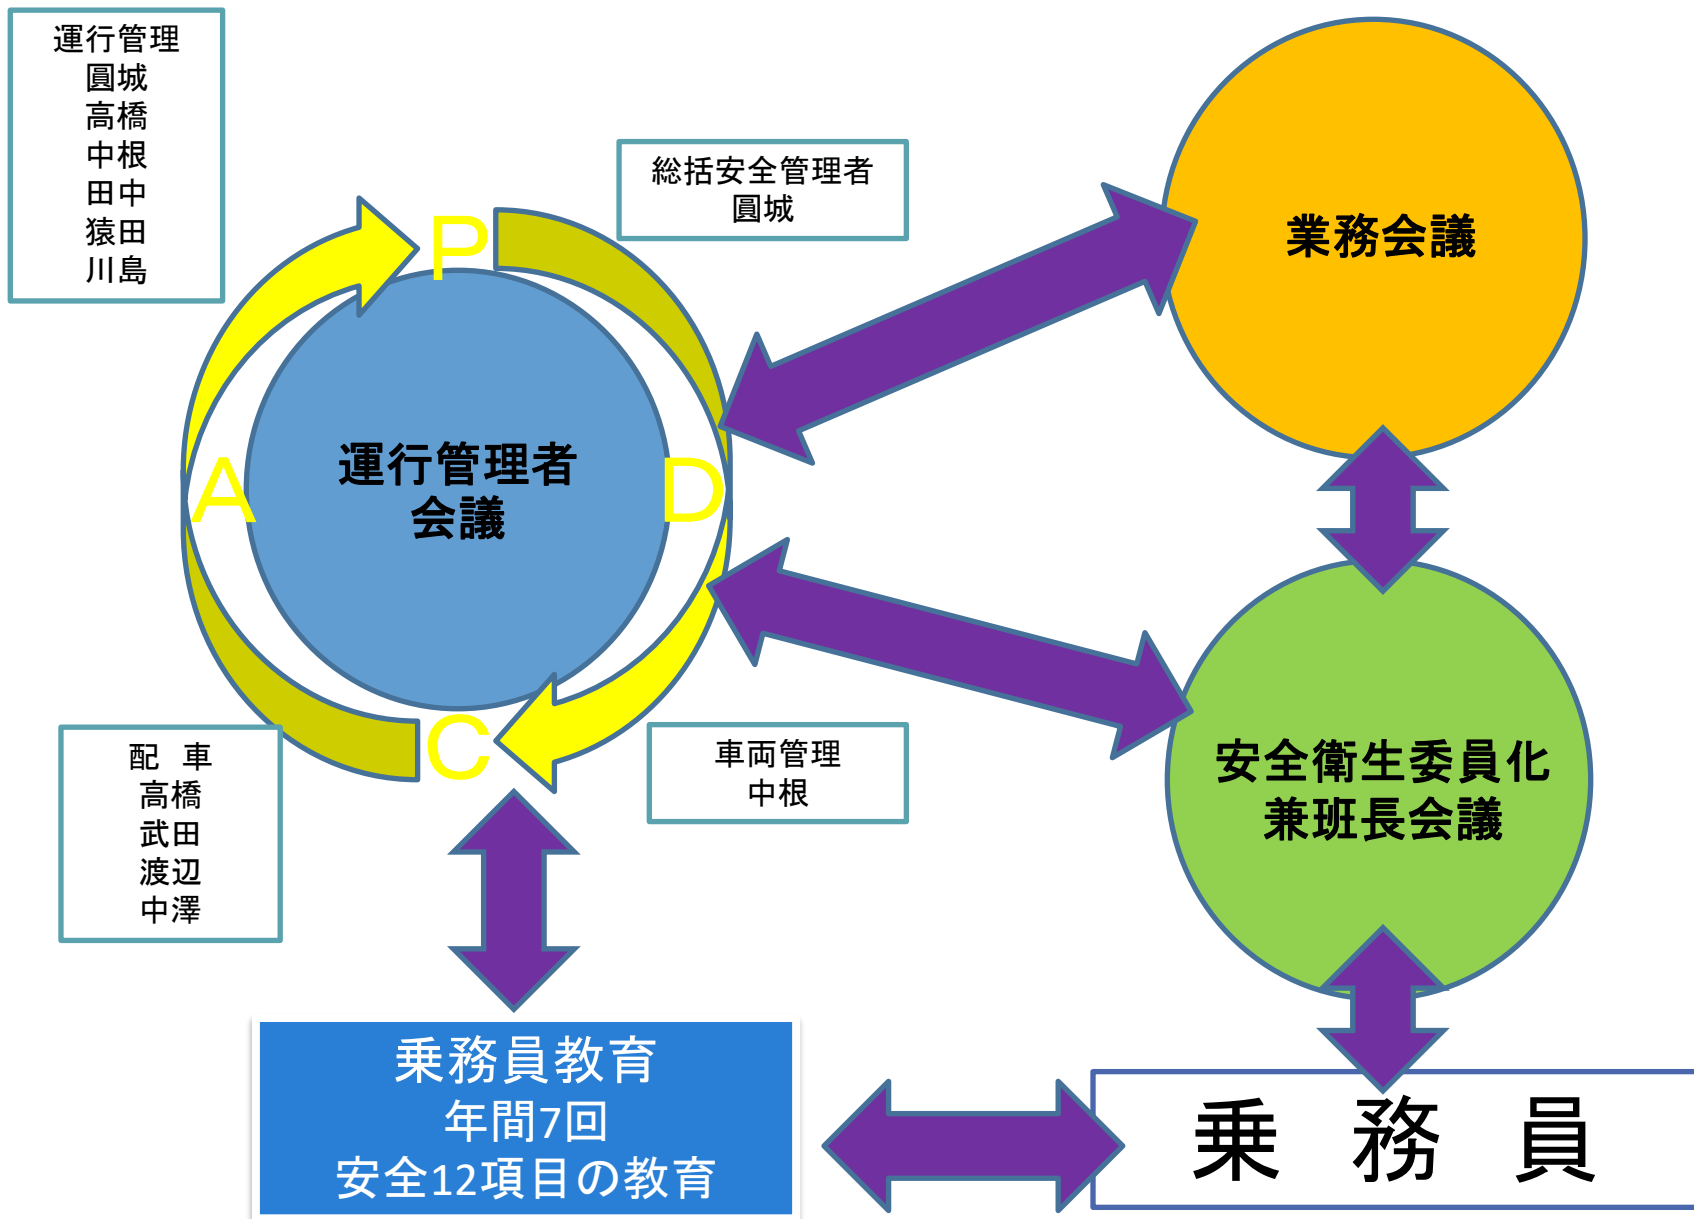 運行管理
圓城
高橋
中根
田中
猿田
川島
総括安全管理者
圓城
業務会議
P
運行管理者
会議
A
D
C
安全衛生委員化
兼班長会議
配　車
高橋
武田
渡辺
中澤
車両管理
中根
乗務員教育
年間7回
安全12項目の教育
乗　務　員